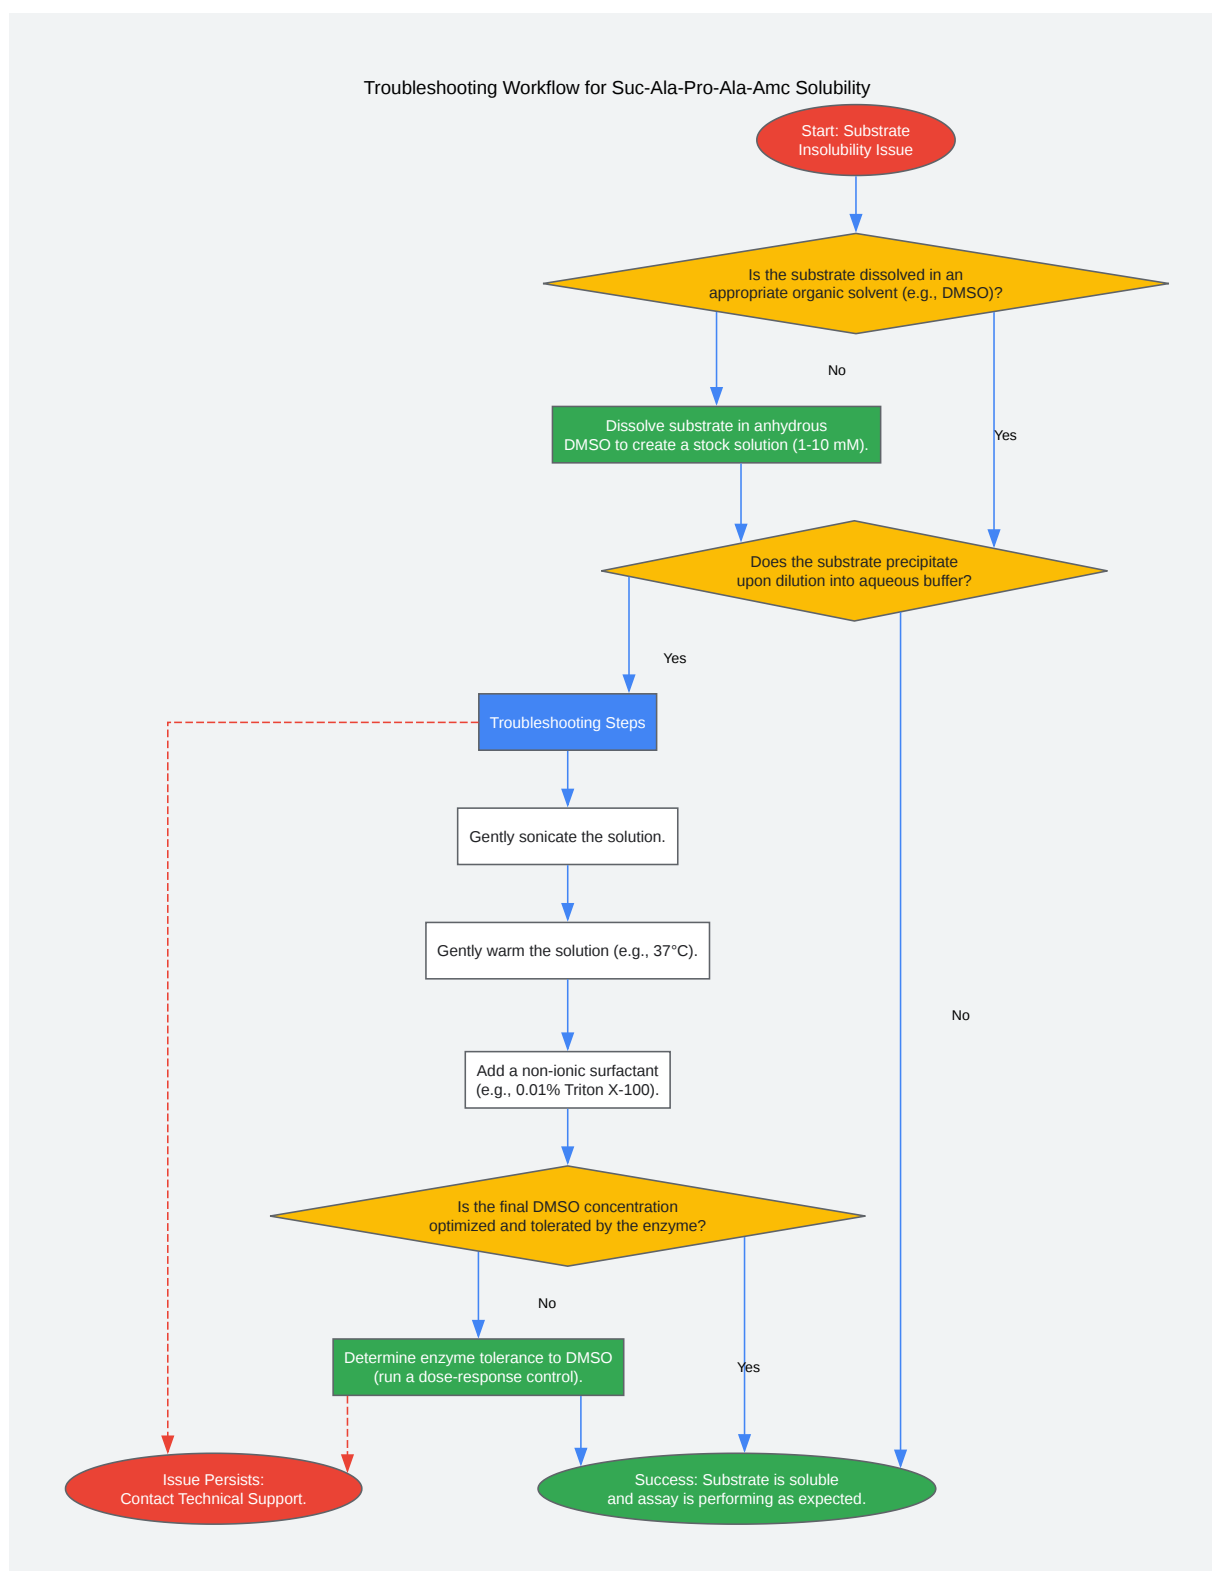 Troubleshooting Workflow for Suc-Ala-Pro-Ala-Amc Solubility
Start: Substrate
Insolubility Issue
Is the substrate dissolved in an
appropriate organic solvent (e.g., DMSO)?
No
Dissolve substrate in anhydrous
DMSO to create a stock solution (1-10 mM).
Yes
Does the substrate precipitate
upon dilution into aqueous buffer?
Yes
Troubleshooting Steps
Gently sonicate the solution.
Gently warm the solution (e.g., 37°C).
No
Add a non-ionic surfactant
(e.g., 0.01% Triton X-100).
Is the final DMSO concentration
optimized and tolerated by the enzyme?
No
Determine enzyme tolerance to DMSO
(run a dose-response control).
Yes
Issue Persists:
Contact Technical Support.
Success: Substrate is soluble
and assay is performing as expected.